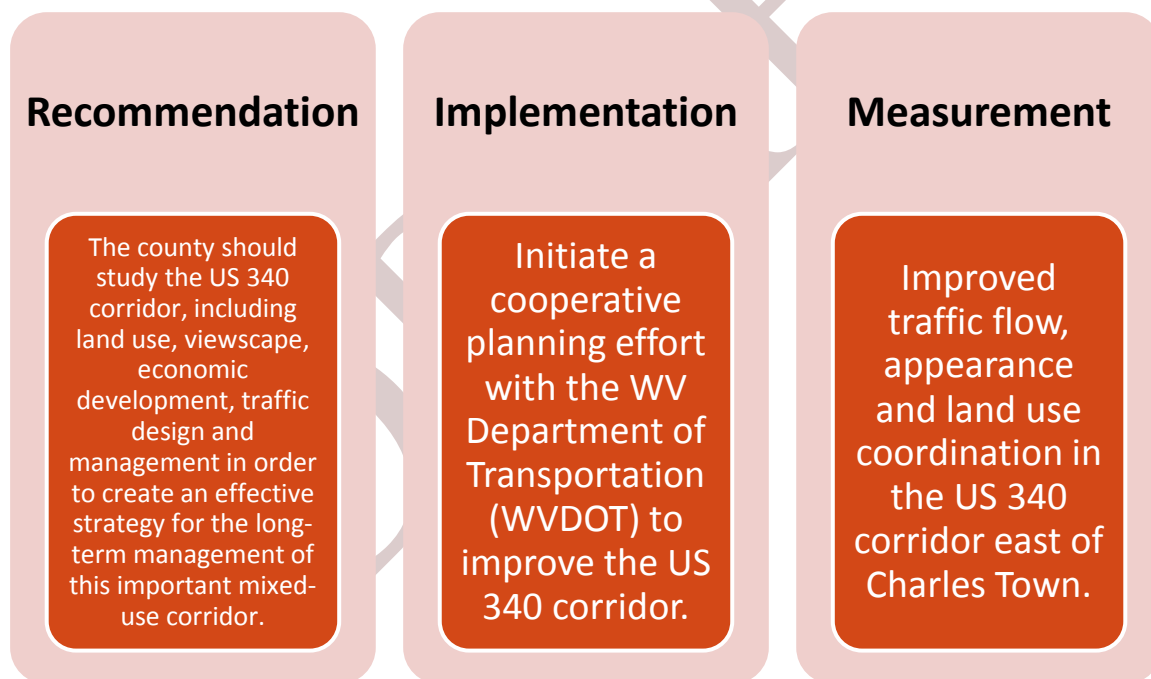 Recommendation
The county should
study the US 340
corridor, including
land use, viewscape,
economic
development, traffic
design and
management in order
to create an effective
strategy for the long-
term management of
this important mixed-
use corridor.
Implementation
Initiate a
cooperative
planning effort
with the WV
Department of
Transportation
(WVDOT) to
improve the US
340 corridor.
Measurement
Improved
traffic flow,
appearance
and land use
coordination in
the US 340
corridor east of
Charles Town.